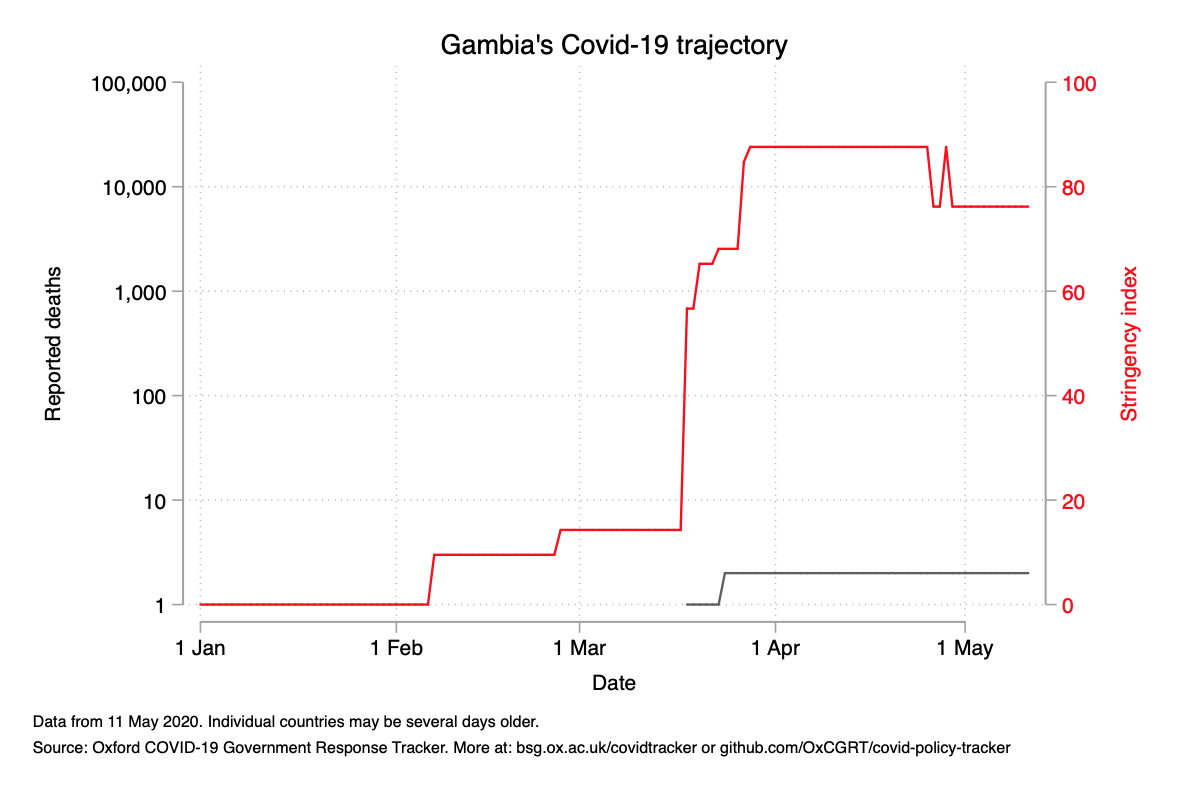 Gambia's Covid-19 trajectory
100,000
10,000
1,000
100
10
1
Reported deaths
100
80
60
40
20
0
Stringency index
1 Jan
1 Feb
1 Mar
1 Apr
1 May
Date
Data from 11 May 2020. Individual countries may be several days older.
Source: Oxford COVID-19 Government Response Tracker. More at: bsg.ox.ac.uk/covidtracker or github.com/OxCGRT/covid-policy-tracker